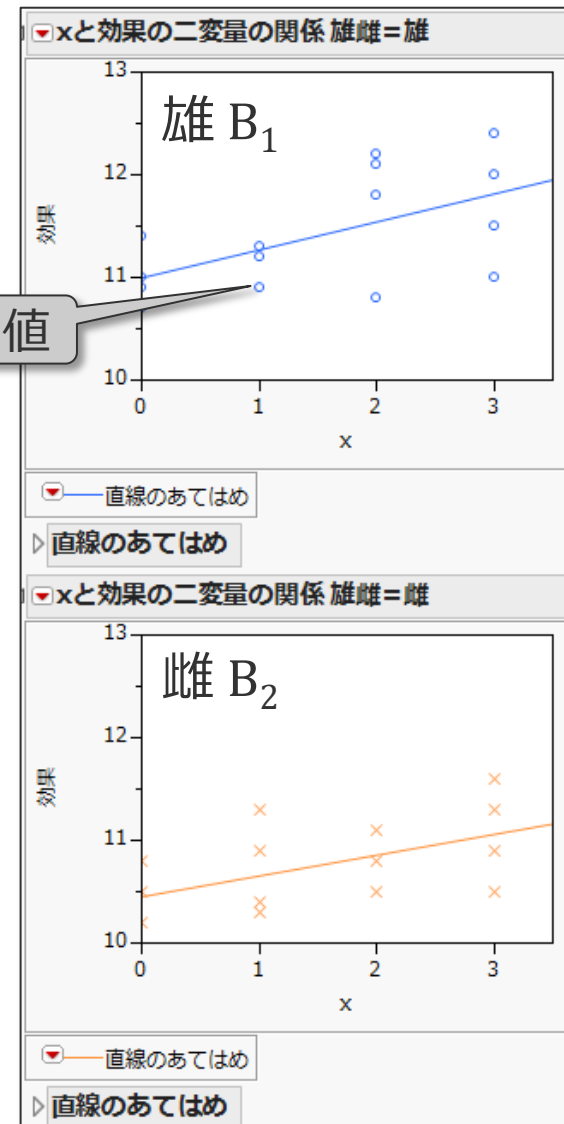 xと効果の二変量の関係 雄雌=雄
13
12
11
10
効果
雄 B₁
値
0 1 2 3
x
直線のあてはめ
直線のあてはめ
xと効果の二変量の関係 雄雌=雌
13
12
11
10
効果
雌 B₂
0 1 2 3
x
直線のあてはめ
直線のあてはめ